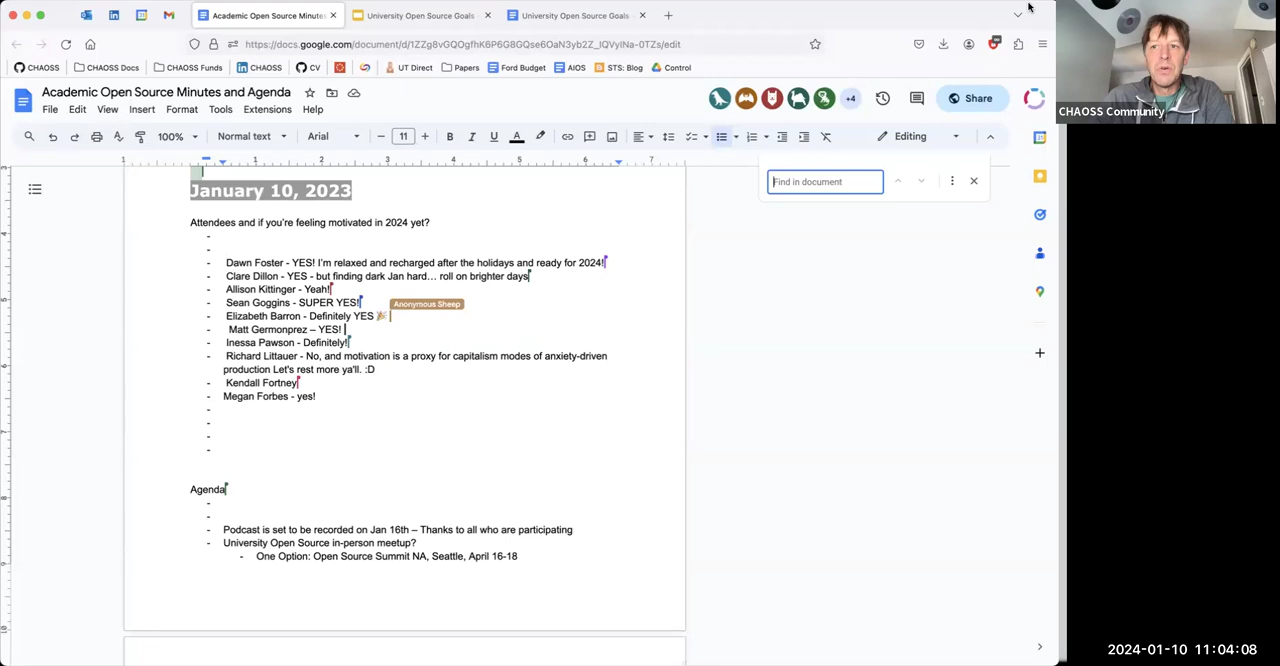 Academic Open Source Minutes
University Open Source Goals
University Open Source Goals
https://docs.google.com/document/d/1ZZg8vGQOgfhK6P6G8GQse6OaN3yb2Z_IQVyINa-0TZs/edit
CHAOSS
CHAOSS Docs
CHAOSS Funds
CHAOSS
CV
UT Direct
Papers
Ford Budget
AIOS
STS: Blog
Control
Academic Open Source Minutes and Agenda
File Edit View Insert Format Tools Extensions Help
+4
Share
100%
Normal text
Arial
11
Editing
Find in document
January 10, 2023
Attendees and if you're feeling motivated in 2024 yet?
-
-
- Dawn Foster - YES! I'm relaxed and recharged after the holidays and ready for 2024!
- Clare Dillon - YES - but finding dark Jan hard... roll on brighter days
- Allison Kittinger - Yeah!
- Sean Goggins - SUPER YES!
Anonymous Sheep
- Elizabeth Barron - Definitely YES 🎉
- Matt Germonprez – YES!
- Inessa Pawson - Definitely!
- Richard Littauer - No, and motivation is a proxy for capitalism modes of anxiety-driven
production Let's rest more ya'll. :D
- Kendall Fortney
- Megan Forbes - yes!
-
-
-
-
Agenda
-
-
- Podcast is set to be recorded on Jan 16th – Thanks to all who are participating
- University Open Source in-person meetup?
- One Option: Open Source Summit NA, Seattle, April 16-18
CHAOSS Community
2024-01-10 11:04:08